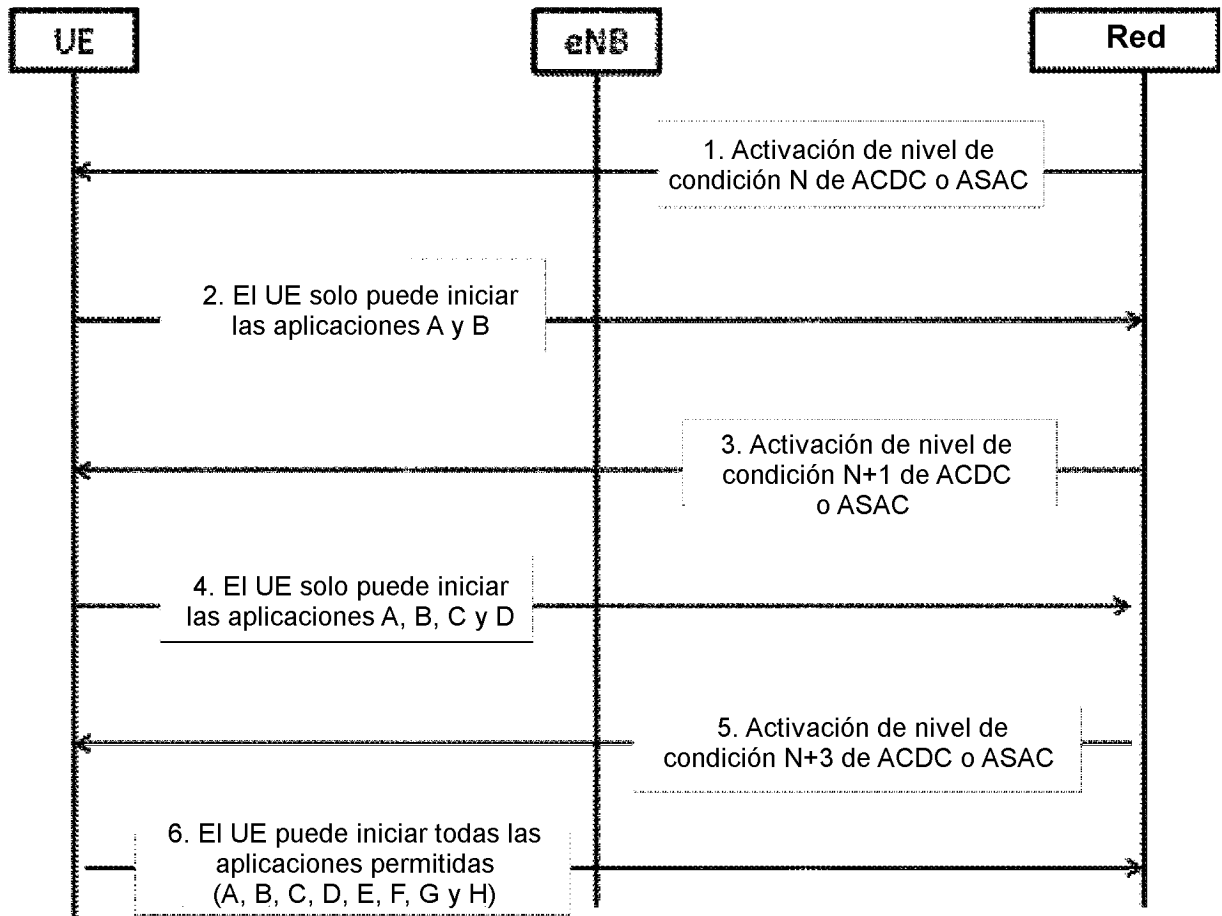 UE
eNB
Red
1. Activación de nivel de
condición N de ACDC o ASAC
2. El UE solo puede iniciar
las aplicaciones A y B
3. Activación de nivel de
condición N+1 de ACDC
o ASAC
4. El UE solo puede iniciar
las aplicaciones A, B, C y D
5. Activación de nivel de
condición N+3 de ACDC o ASAC
6. El UE puede iniciar todas las
aplicaciones permitidas
(A, B, C, D, E, F, G y H)